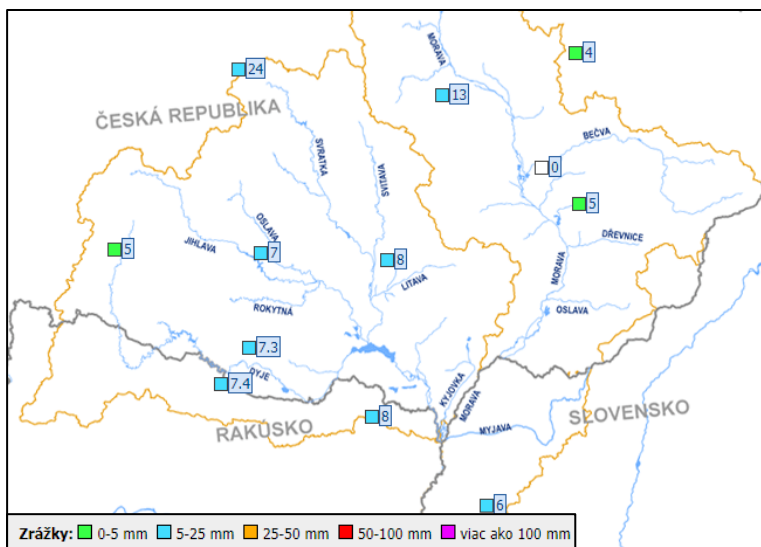 4
MORAVA
24
13
ČESKÁ REPUBLIKA
BEČVA
SVRATKA
SVITAVA
0
5
OSLAVA
DŘEVNICE
JIHLAVA
5
7
8
MORAVA
LITAVA
ROKYTNÁ
OSLAVA
7.3
DYJE
7.4
KYJOVKA
MORAVA
SLOVENSKO
8
RAKÚSKO
MYJAVA
6
Zrážky: 0-5 mm 5-25 mm 25-50 mm 50-100 mm viac ako 100 mm